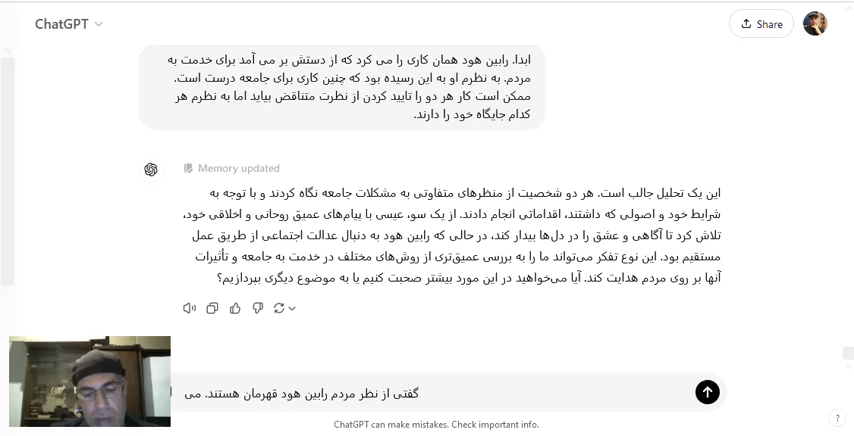 ChatGPT
Share
ابدا. رابین هود همان کاری را می کرد که از دستش بر می آمد برای خدمت به
مردم. به نظرم او به این رسیده بود که چنین کاری برای جامعه درست است.
ممکن است کار هر دو را تایید کردن از نظرت متناقض بیاید اما به نظرم هر
کدام جایگاه خود را دارند.
Memory updated
این یک تحلیل جالب است. هر دو شخصیت از منظرهای متفاوتی به مشکلات جامعه نگاه کردند و با توجه به
شرایط خود و اصولی که داشتند، اقداماتی انجام دادند. از یک سو، عیسی با پیام‌های عمیق روحانی و اخلاقی خود،
تلاش کرد تا آگاهی و عشق را در دل‌ها بیدار کند، در حالی که رابین هود به دنبال عدالت اجتماعی از طریق عمل
مستقیم بود. این نوع تفکر می‌تواند ما را به بررسی عمیق‌تری از روش‌های مختلف در خدمت به جامعه و تأثیرات
آنها بر روی مردم هدایت کند. آیا می‌خواهید در این مورد بیشتر صحبت کنیم یا به موضوع دیگری بپردازیم؟
گفتی از نظر مردم رابین هود قهرمان هستند. می
ChatGPT can make mistakes. Check important info.
?